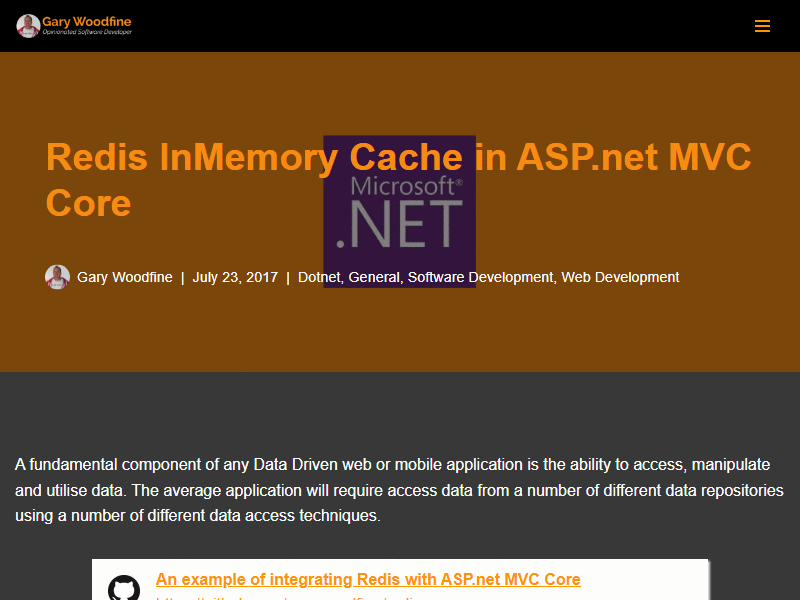 Gary Woodfine
Opinionated Software Developer
Redis InMemory Cache in ASP.net MVC
Core
Microsoft®
.NET
Gary Woodfine | July 23, 2017 | Dotnet, General, Software Development, Web Development
A fundamental component of any Data Driven web or mobile application is the ability to access, manipulate
and utilise data. The average application will require access data from a number of different data repositories
using a number of different data access techniques.
An example of integrating Redis with ASP.net MVC Core